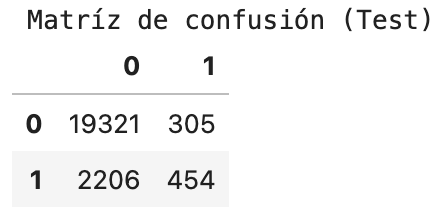 Matríz de confusión (Test)
0 1
0 19321 305
1 2206 454